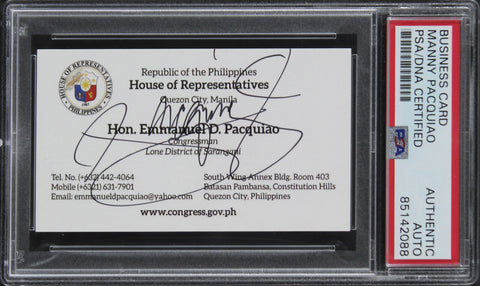 HOUSE OF REPRESENTATIVES
PHILIPPINES
Republic of the Philippines
House of Representatives
Quezon City, Manila
Hon. Emmanuel D. Pacquiao
Congressman
Lone District of Sarangani
Tel. No. (+632) 442-4064
Mobile (+6321) 631-7901
Email: emmanueldpacquiao@yahoo.com
South Wing Annex Bldg. Room 403
Batasan Pambansa, Constitution Hills
Quezon City, Philippines
www.congress.gov.ph
BUSINESS CARD
MANNY PACQUIAO
PSA/DNA CERTIFIED
PSA
AUTHENTIC
AUTO
85142088